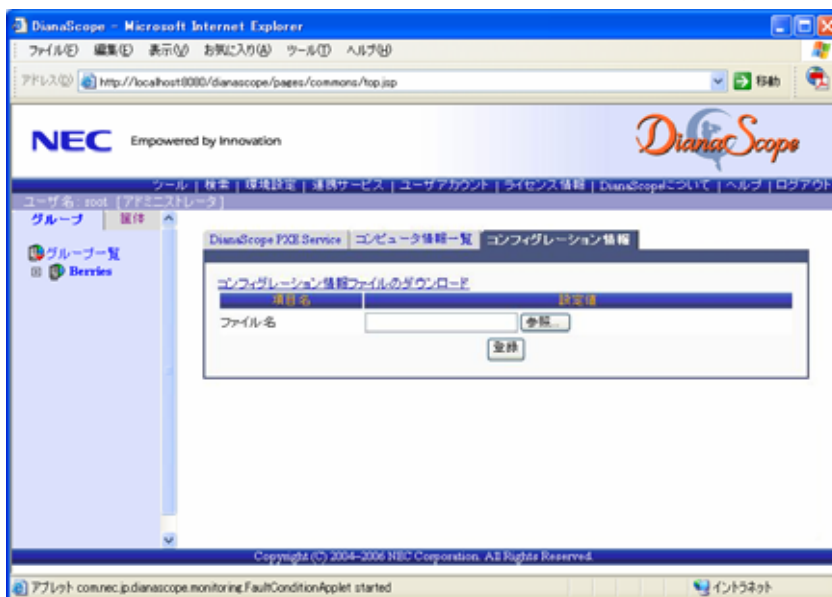 DianaScope - Microsoft Internet Explorer
ファイル(F) 編集(E) 表示(V) お気に入り(A) ツール(T) ヘルプ(H)
アドレス(D) http://localhost:8080/dianascope/pages/commons/top.jsp 移動
NEC Empowered by Innovation DianaScope
ツール | 検索 | 環境設定 | 連携サービス | ユーザアカウント | ライセンス情報 | DianaScopeについて | ヘルプ | ログアウト
ユーザ名 : root [アドミニストレータ]
グループ 筐体
DianaScope PXE Service コンピュータ情報一覧 コンフィグレーション情報
グループ一覧
Berries
コンフィグレーション情報ファイルのダウンロード
項目名 設定値
ファイル名 参照...
登録
Copyright (C) 2004-2006 NEC Corporation. All Rights Reserved.
アプレット com.nec.jp.dianascope.monitoring.FaultConditionApplet started イントラネット